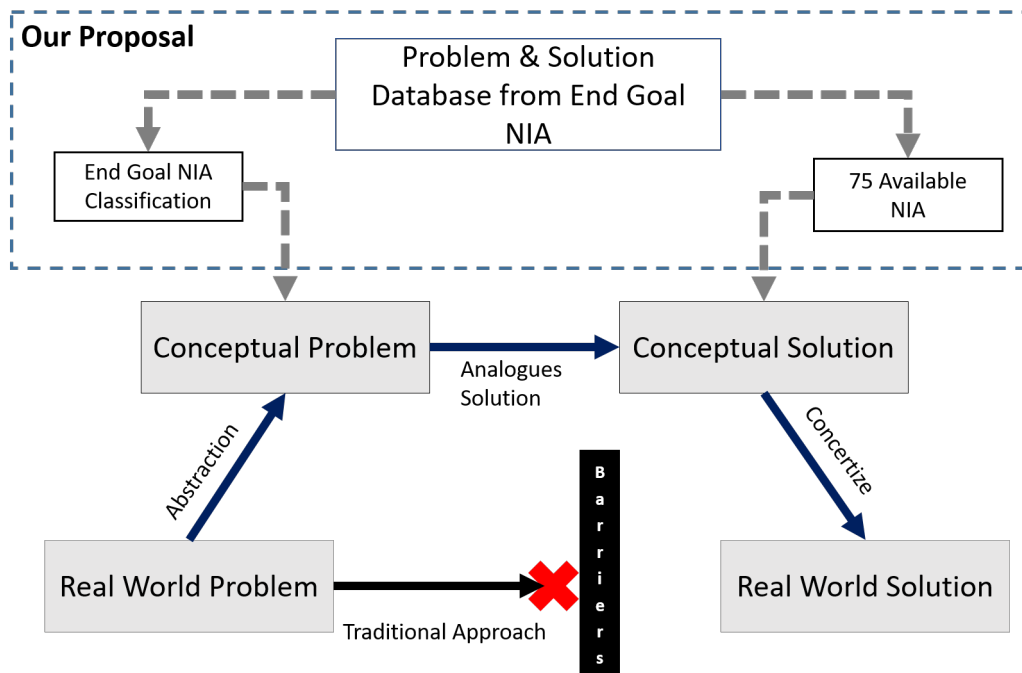 Our Proposal
Problem & Solution
Database from End Goal
NIA
End Goal NIA
Classification
75 Available
NIA
Conceptual Problem
Analogues
Solution
Conceptual Solution
Abstraction
Concertize
Barriers
Real World Problem
Traditional Approach
Real World Solution